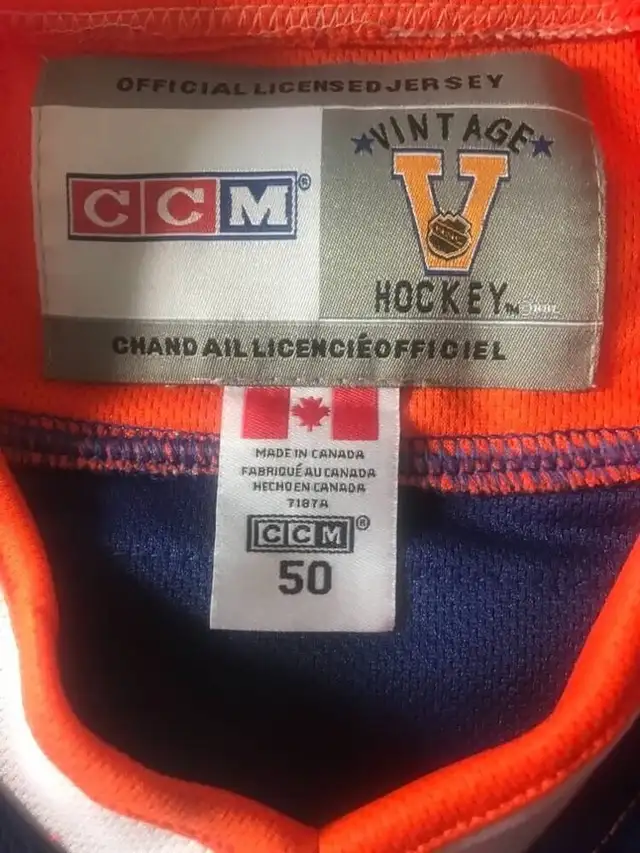 OFFICIAL LICENSED JERSEY
CCM®
VINTAGE
V
HOCKEY™
CHANDAIL LICENCIÉ OFFICIEL
MADE IN CANADA
FABRIQUÉ AU CANADA
HECHO EN CANADA
7187A
CCM®
50